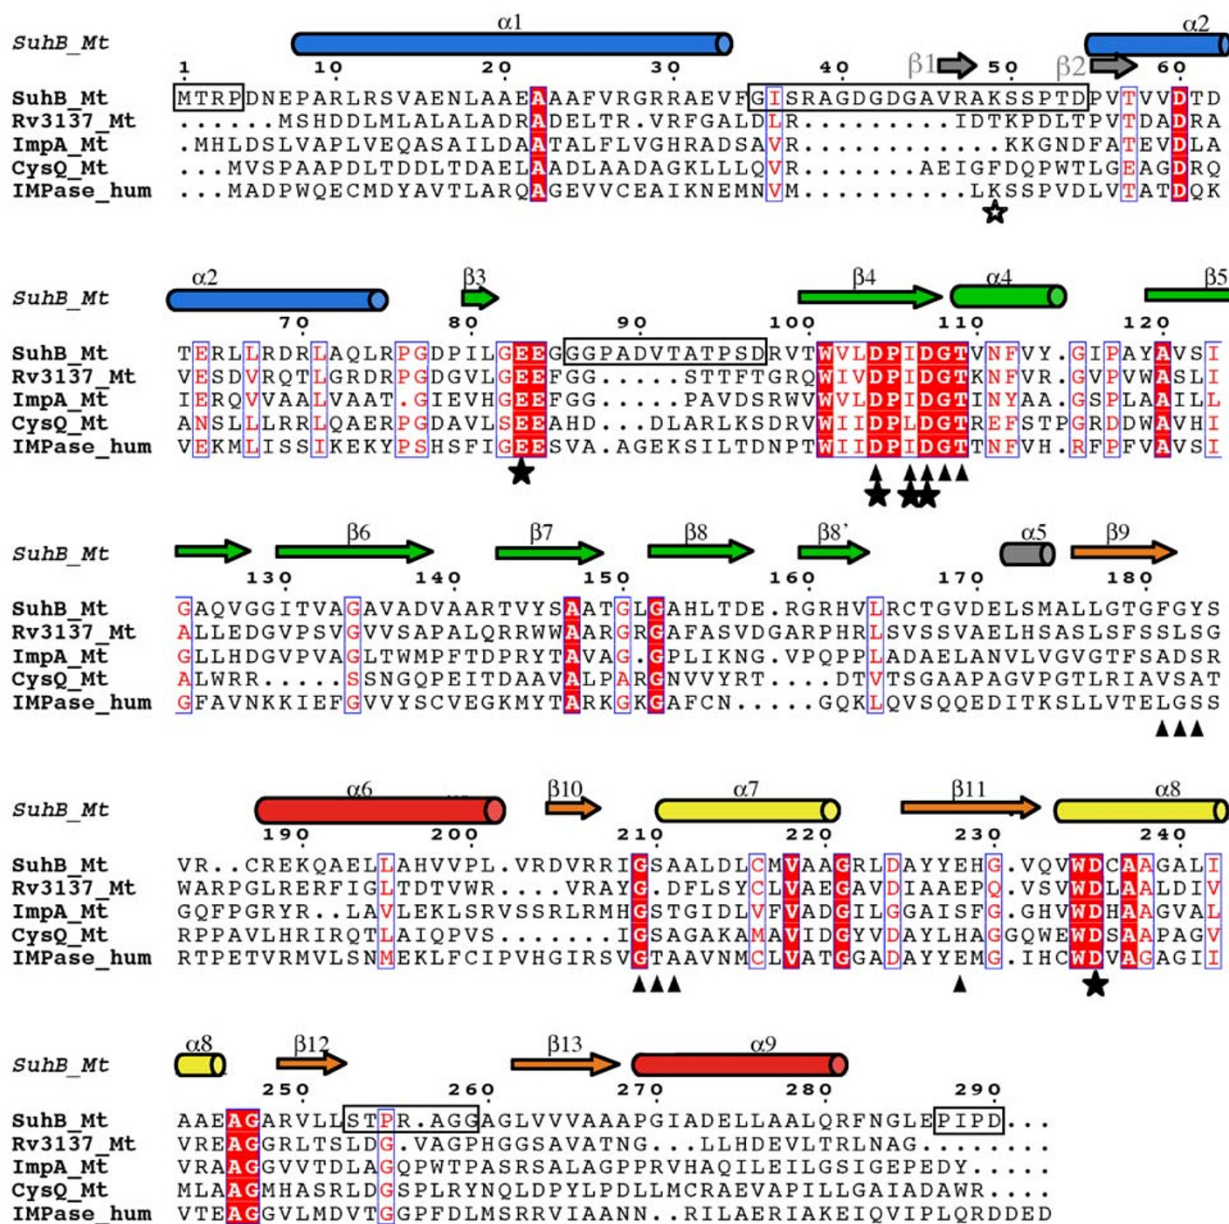 α1
α2
SuhB_Mt
β1 β2
1 10 20 30 40 50 60
SuhB_Mt MTRPDNEPARLRSVAENLAAEAAAFVRGRRAEVFGISRAGDGDGAVRAKSSPTDPVTVVDTD
Rv3137_Mt ......MSHDDLMLALALADRADELTR.VRFGALDLR..........IDTKPDLTPVTDADRA
ImpA_Mt .MHLDSLVAPLVEQASAILDAATALFLVGHRADSAVR............KKGNDFATEVDLA
CysQ_Mt ...MVSPAAPDLTDDLTDAELAADLAADAGKLLLQVR.......AEIGFDQPWTLGEAGDRQ
IMPase_hum ...MADPWQECMDYAVTLARQAGEVVCEAIKNEMNVM..........LKSSPVDLVTATDQK
α2 β3 β4 α4 β5
SuhB_Mt
70 80 90 100 110 120
SuhB_Mt TERLLRDRLAQLRPGDPILGEEGGGPADVTATPSDRVTWVLDPIDGTVNFVY.GIPAYAVSI
Rv3137_Mt VESDVRQTLGRDRPGDGVLGEEFGG.....STTFTGRQWIVDPIDGTKNFVR.GVPVWASLI
ImpA_Mt IERQVVAALVAAT.GIEVHGEEFGG.....PAVDSRWVWVLDPIDGTINYAA.GSPLAAILL
CysQ_Mt ANSLLLRRLQAERPGDAVLSEEAHD...DLARLKSDRVWIIDPLDGTREFSTPGRDDWAVHI
IMPase_hum VEKMLISSIKEKYPSHSFIGEESVA.AGEKSILTDNPTWIIDPIDGTTNFVH.RFPFVAVSI
β6 β7 β8 β8' α5 β9
SuhB_Mt
130 140 150 160 170 180
SuhB_Mt GAQVGGITVAGAVADVAARTVYSAATGLGAHLTDE.RGRHVLRCTGVDELSMALLGTGFGYS
Rv3137_Mt ALLEDGVPSVGVVSAPALQRRWWAARGRGAFASVDGARPHRLSVSSVAELHSASLSFSSLSG
ImpA_Mt GLLHDGVPVAGLTWMPFTDPRYTAVAG.GPLIKNG.VPQPPLADAELANVLVGVGTFSADSR
CysQ_Mt ALWRR.....SSNGQPEITDAAVALPARGNVVYRT....DTVTSGAAPAGVPGTLRIAVSAT
IMPase_hum GFAVNKKIEFGVVYSCVEGKMYTARKGKGAFCN.....GQKLQVSQQEDITKSLLVTELGSS
α6 β10 α7 β11 α8
SuhB_Mt
190 200 210 220 230 240
SuhB_Mt VR..CREKQAELLAHVVPL.VRDVRRIGSAALDLCMVAAGRLDAYYEHG.VQVWDCAAGALI
Rv3137_Mt WARPGLRERFIGLTDTVWR....VRAYG.DFLSYCLVAEGAVDIAAEPQ.VSVWDLAALDIV
ImpA_Mt GQFPGRYR..LAVLEKLSRVSSRLRMHGSTGIDLVFVADGILGGAISFG.GHVWDHAAGVAL
CysQ_Mt RPPAVLHRIRQTLAIQPVS.......IGSAGAKAMAVIDGYVDAYLHAGGQWEWDSAAPAGV
IMPase_hum RTPETVRMVLSNMEKLFCIPVHGIRSVGTAAVNMCLVATGGADAYYEMG.IHCWDVAGAGII
α8 β12 β13 α9
SuhB_Mt
250 260 270 280 290
SuhB_Mt AAEAGARVLLSTPR.AGGAGLVVVAAAPGIADELLAALQRFNGLEPIPD...
Rv3137_Mt VREAGGRLTSLDG.VAGPHGGSAVATNG...LLHDEVLTRLNAG........
ImpA_Mt VRAAGGVVTDLAGQPWTPASRSALAGPPRVHAQILEILGSIGEPEDY.....
CysQ_Mt MLAAGMHASRLDGSPLRYNQLDPYLPDLLMCRAEVAPILLGAIADAWR....
IMPase_hum VTEAGGVLMDVTGGPFDLMSRRVIAANN..RILAERIAKEIQVIPLQRDDED